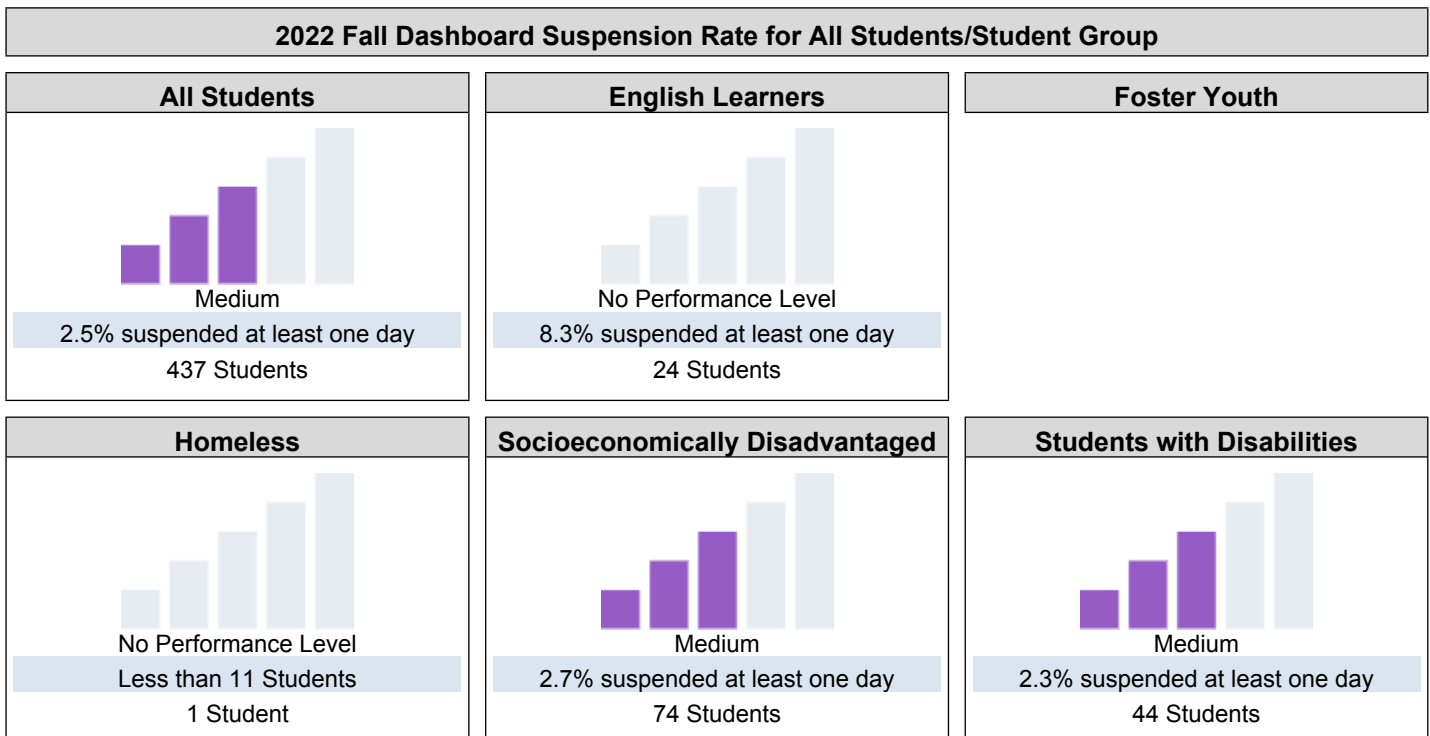 2022 Fall Dashboard Suspension Rate for All Students/Student Group
All Students
Medium
2.5% suspended at least one day
437 Students
English Learners
No Performance Level
8.3% suspended at least one day
24 Students
Foster Youth
Homeless
No Performance Level
Less than 11 Students
1 Student
Socioeconomically Disadvantaged
Medium
2.7% suspended at least one day
74 Students
Students with Disabilities
Medium
2.3% suspended at least one day
44 Students